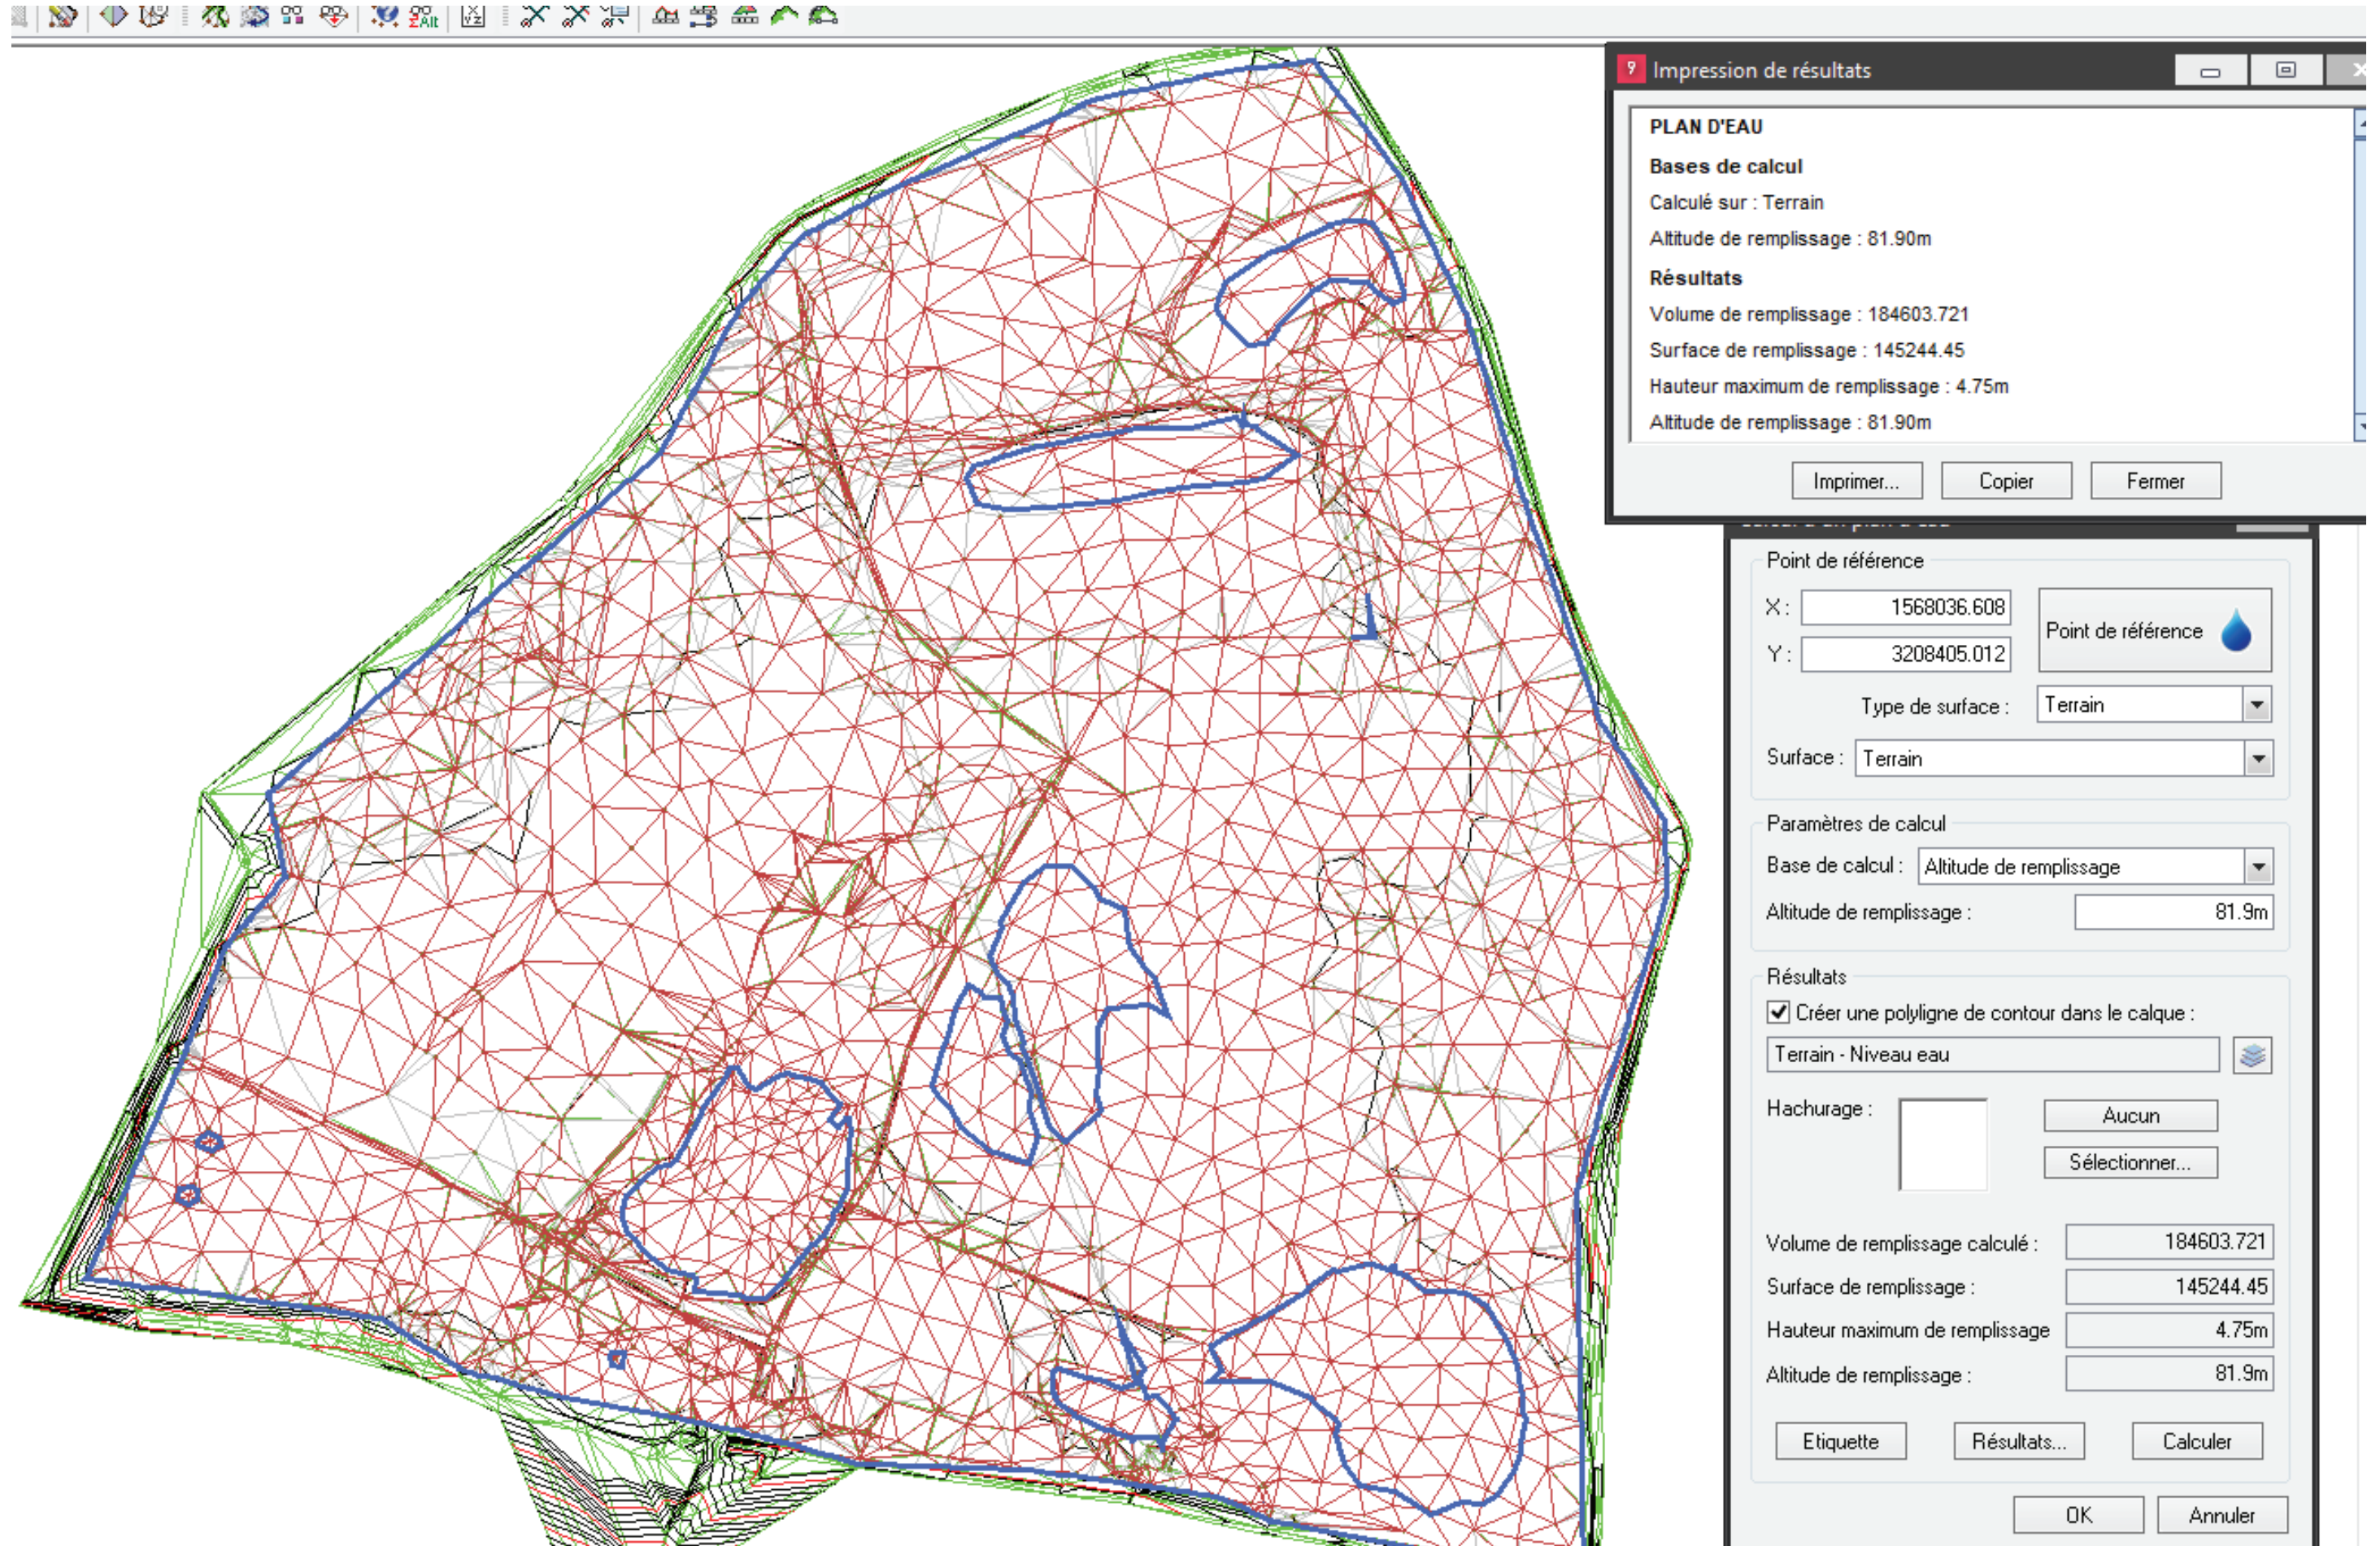 Impression de résultats
PLAN D'EAU
Bases de calcul
Calculé sur : Terrain
Altitude de remplissage : 81.90m
Résultats
Volume de remplissage : 184603.721
Surface de remplissage : 145244.45
Hauteur maximum de remplissage : 4.75m
Altitude de remplissage : 81.90m
Imprimer... Copier Fermer
Point de référence
X : 1568036.608
Point de référence
Y : 3208405.012
Type de surface : Terrain
Surface : Terrain
Paramètres de calcul
Base de calcul : Altitude de remplissage
Altitude de remplissage : 81.9m
Résultats
Créer une polyligne de contour dans le calque :
Terrain - Niveau eau
Hachurage :
Aucun
Sélectionner...
Volume de remplissage calculé : 184603.721
Surface de remplissage : 145244.45
Hauteur maximum de remplissage 4.75m
Altitude de remplissage : 81.9m
Etiquette Résultats... Calculer
OK Annuler